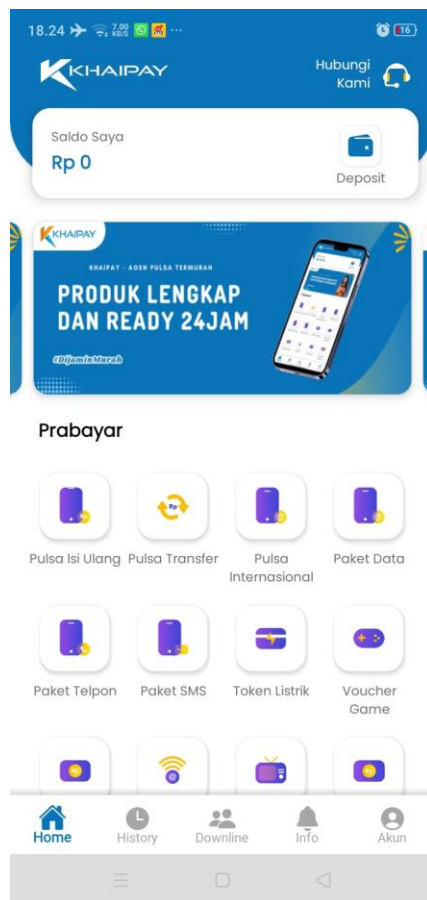 18.24
7.00
KB/S
16
KHAIPAY
Hubungi
Kami
Saldo Saya
Rp 0
Deposit
KHAIPAY
KHAIPAY - AGEN PULSA TERMURAH
PRODUK LENGKAP
DAN READY 24JAM
#DijaminMurah
Prabayar
Rp
Pulsa Isi Ulang
Pulsa Transfer
Pulsa
Internasional
Paket Data
Paket Telpon
Paket SMS
Token Listrik
Voucher
Game
Home
History
Downline
Info
Akun